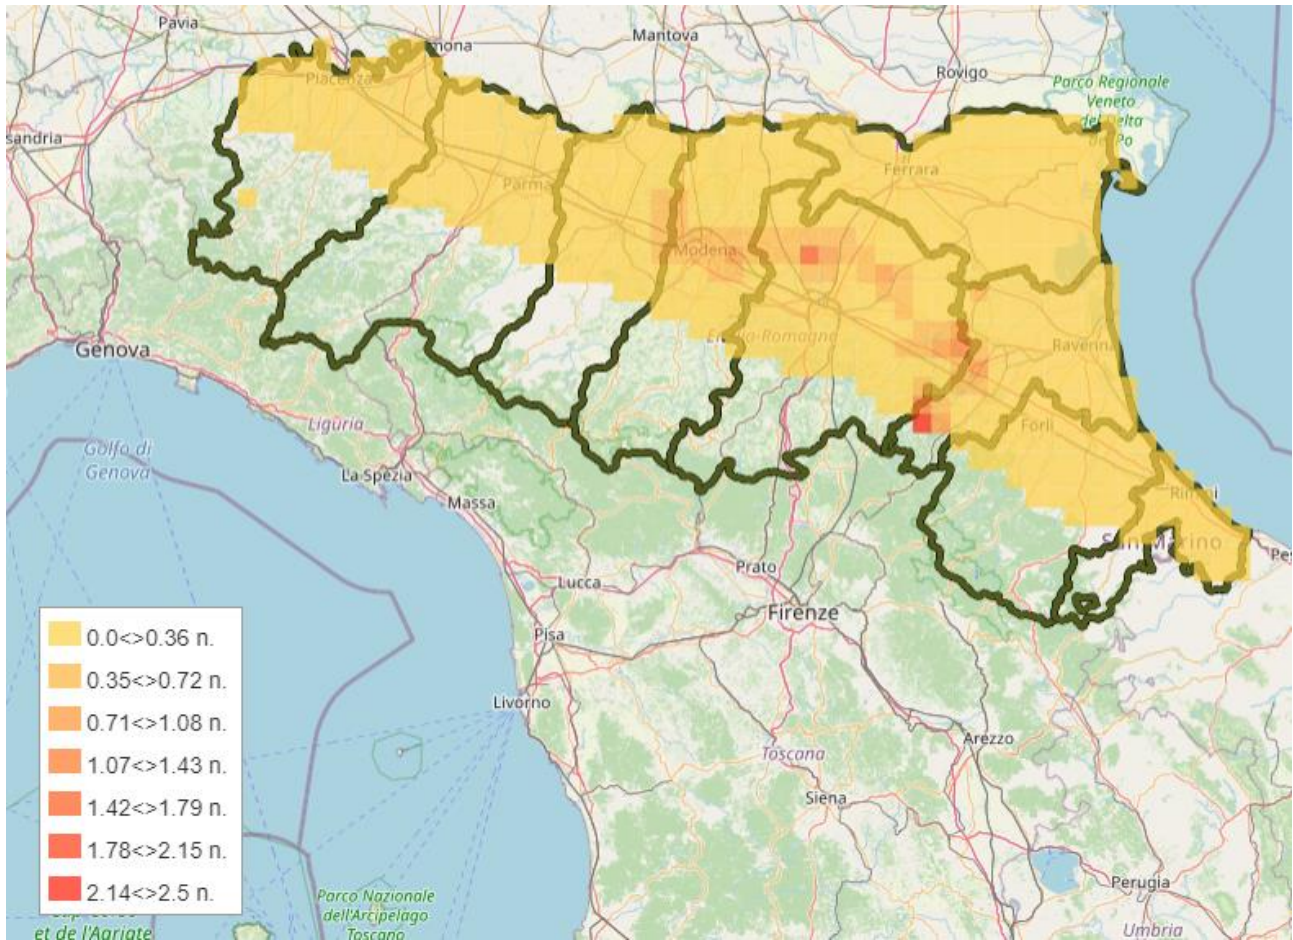 Pavia
mona
Mantova
Rovigo
Piacenza
Parco Regionale
Veneto
del Delta
Po
sandria
Parma
Ferrara
Modena
Genova
Emilia-Romagna
Ravenna
Liguria
Forlì
Golfo di
Genova
La Spezia
Massa
Rimini
San Marino
Pes
Prato
Lucca
Firenze
Pisa
0.0<>0.36 n.
0.35<>0.72 n.
0.71<>1.08 n.
1.07<>1.43 n.
1.42<>1.79 n.
1.78<>2.15 n.
2.14<>2.5 n.
Livorno
Arezzo
Toscana
Siena
Perugia
Parco Nazionale
dell'Arcipelago
Toscano
et de l'Agriate
Umbria